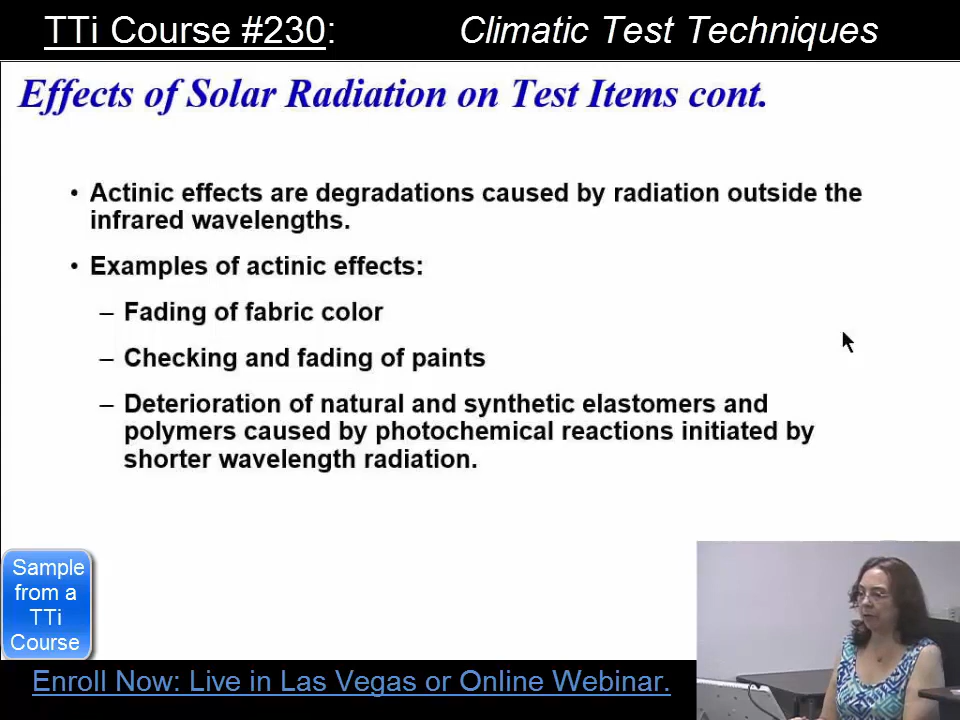 TTi Course #230: Climatic Test Techniques
Effects of Solar Radiation on Test Items cont.
• Actinic effects are degradations caused by radiation outside the
infrared wavelengths.
• Examples of actinic effects:
– Fading of fabric color
– Checking and fading of paints
– Deterioration of natural and synthetic elastomers and
polymers caused by photochemical reactions initiated by
shorter wavelength radiation.
Sample
from a
TTi
Course
Enroll Now: Live in Las Vegas or Online Webinar.